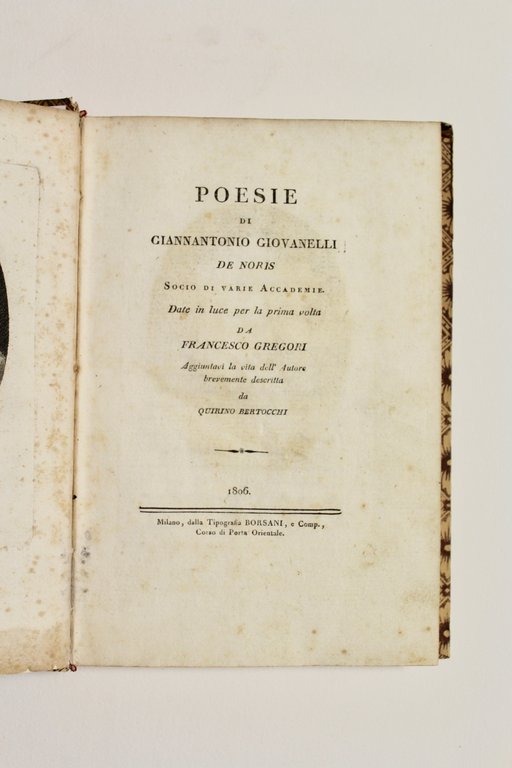 POESIE
DI
GIANNANTONIO GIOVANELLI
DE NORIS
SOCIO DI VARIE ACCADEMIE.
Date in luce per la prima volta
DA
FRANCESCO GREGORI
Aggiuntavi la vita dell' Autore
brevemente descritta
da
QUIRINO BERTOCCHI
1806.
Milano, dalla Tipografia BORSANI, e Comp.,
Corso di Porta Orientale.